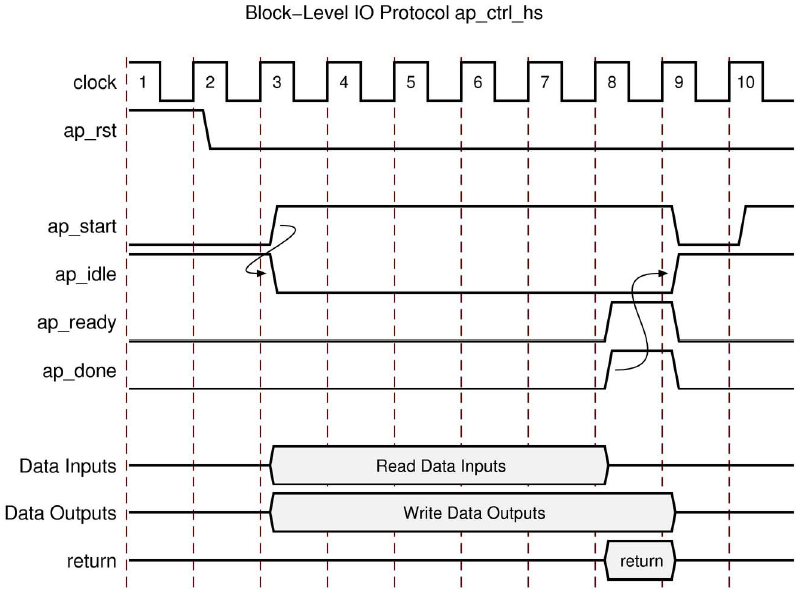 Block–Level IO Protocol ap_ctrl_hs
clock 1 2 3 4 5 6 7 8 9 10
ap_rst
ap_start
ap_idle
ap_ready
ap_done
Data Inputs Read Data Inputs
Data Outputs Write Data Outputs
return return